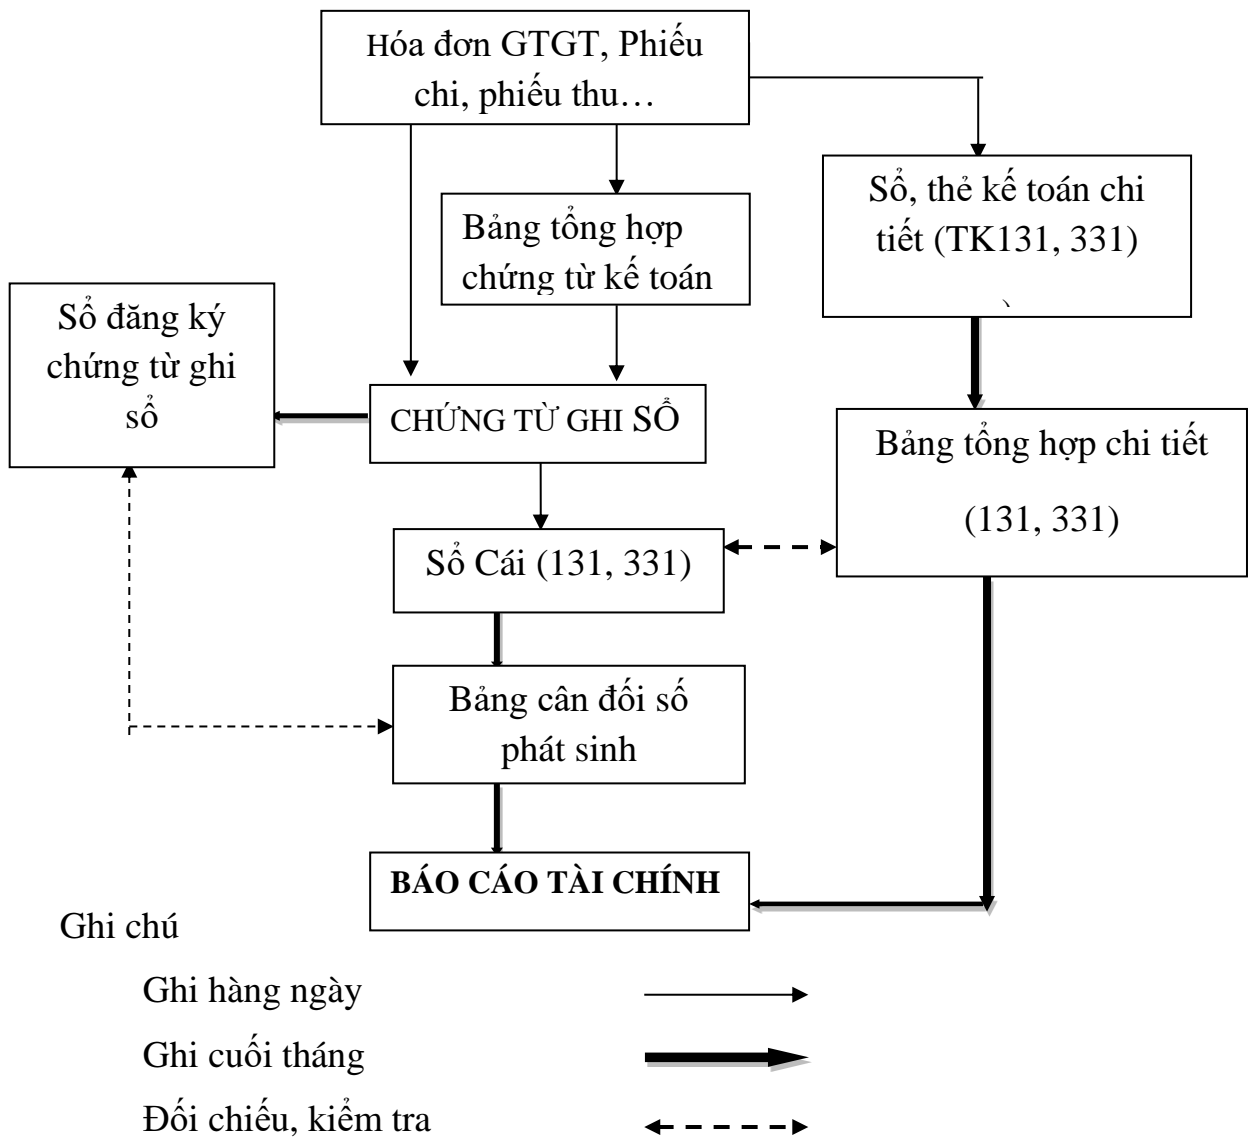 Hóa đơn GTGT, Phiếu
chi, phiếu thu…
Sổ, thẻ kế toán chi
tiết (TK131, 331)
Bảng tổng hợp
chứng từ kế toán
Sổ đăng ký
chứng từ ghi
sổ
CHỨNG TỪ GHI SỔ
Bảng tổng hợp chi tiết
(131, 331)
Sổ Cái (131, 331)
Bảng cân đối số
phát sinh
BÁO CÁO TÀI CHÍNH
Ghi chú
Ghi hàng ngày
Ghi cuối tháng
Đối chiếu, kiểm tra